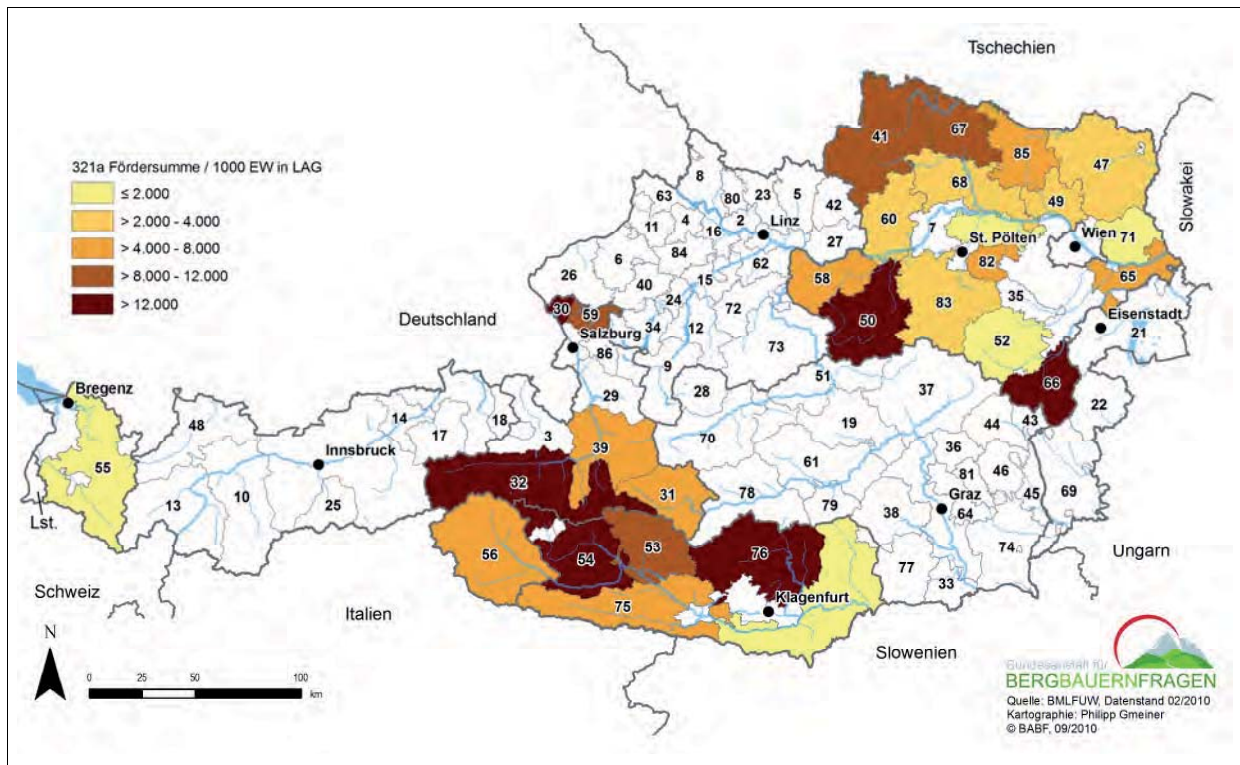 Tschechien
Slowakei
321a Fördersumme / 1000 EW in LAG
≤ 2.000
> 2.000 - 4.000
> 4.000 - 8.000
> 8.000 - 12.000
> 12.000
41
67
85
47
8
63
80
23
5
42
68
49
11
4
16
2
Linz
60
7
St. Pölten
Wien
71
6
84
27
26
40
15
62
58
82
65
24
35
Deutschland
30
59
34
12
72
50
83
Eisenstadt
21
Salzburg
86
73
52
9
51
66
Bregenz
28
37
29
22
48
14
18
43
17
3
39
70
19
44
36
55
Innsbruck
61
81
46
32
31
78
Graz
45
69
13
10
25
79
38
64
Lst.
56
54
53
76
74
Ungarn
77
33
Schweiz
75
Klagenfurt
Italien
Slowenien
N
0 25 50 100
km
Bundesanstalt für
BERGBAUERNFRAGEN
Quelle: BMLFUW, Datenstand 02/2010
Kartographie: Philipp Gmeiner
© BABF, 09/2010